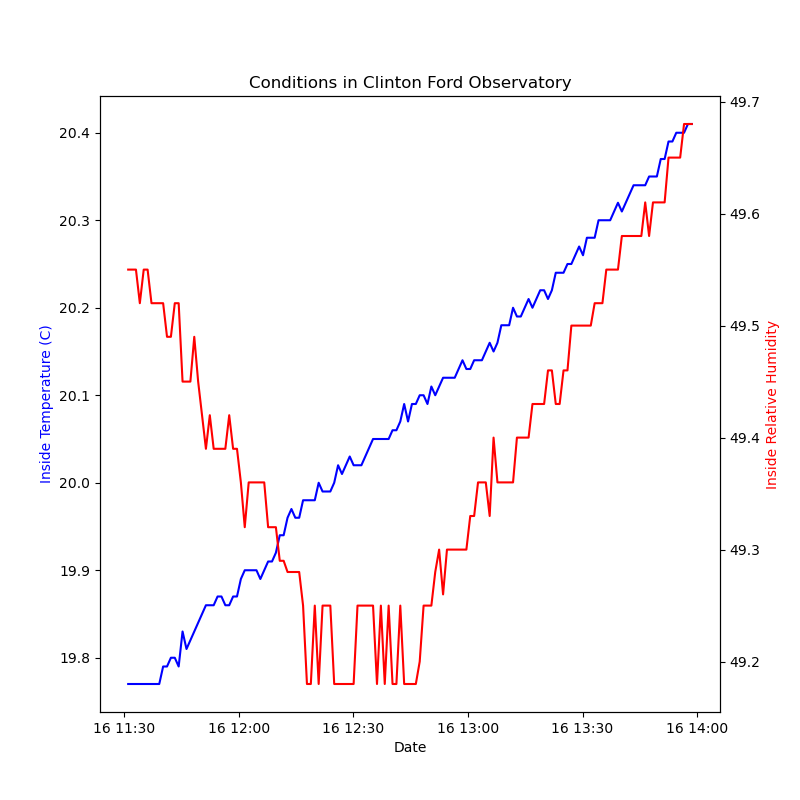 Conditions in Clinton Ford Observatory
Inside Temperature (C)
20.4
20.3
20.2
20.1
20.0
19.9
19.8
49.7
49.6
49.5
49.4
49.3
49.2
Inside Relative Humidity
16 11:30 16 12:00 16 12:30 16 13:00 16 13:30 16 14:00
Date